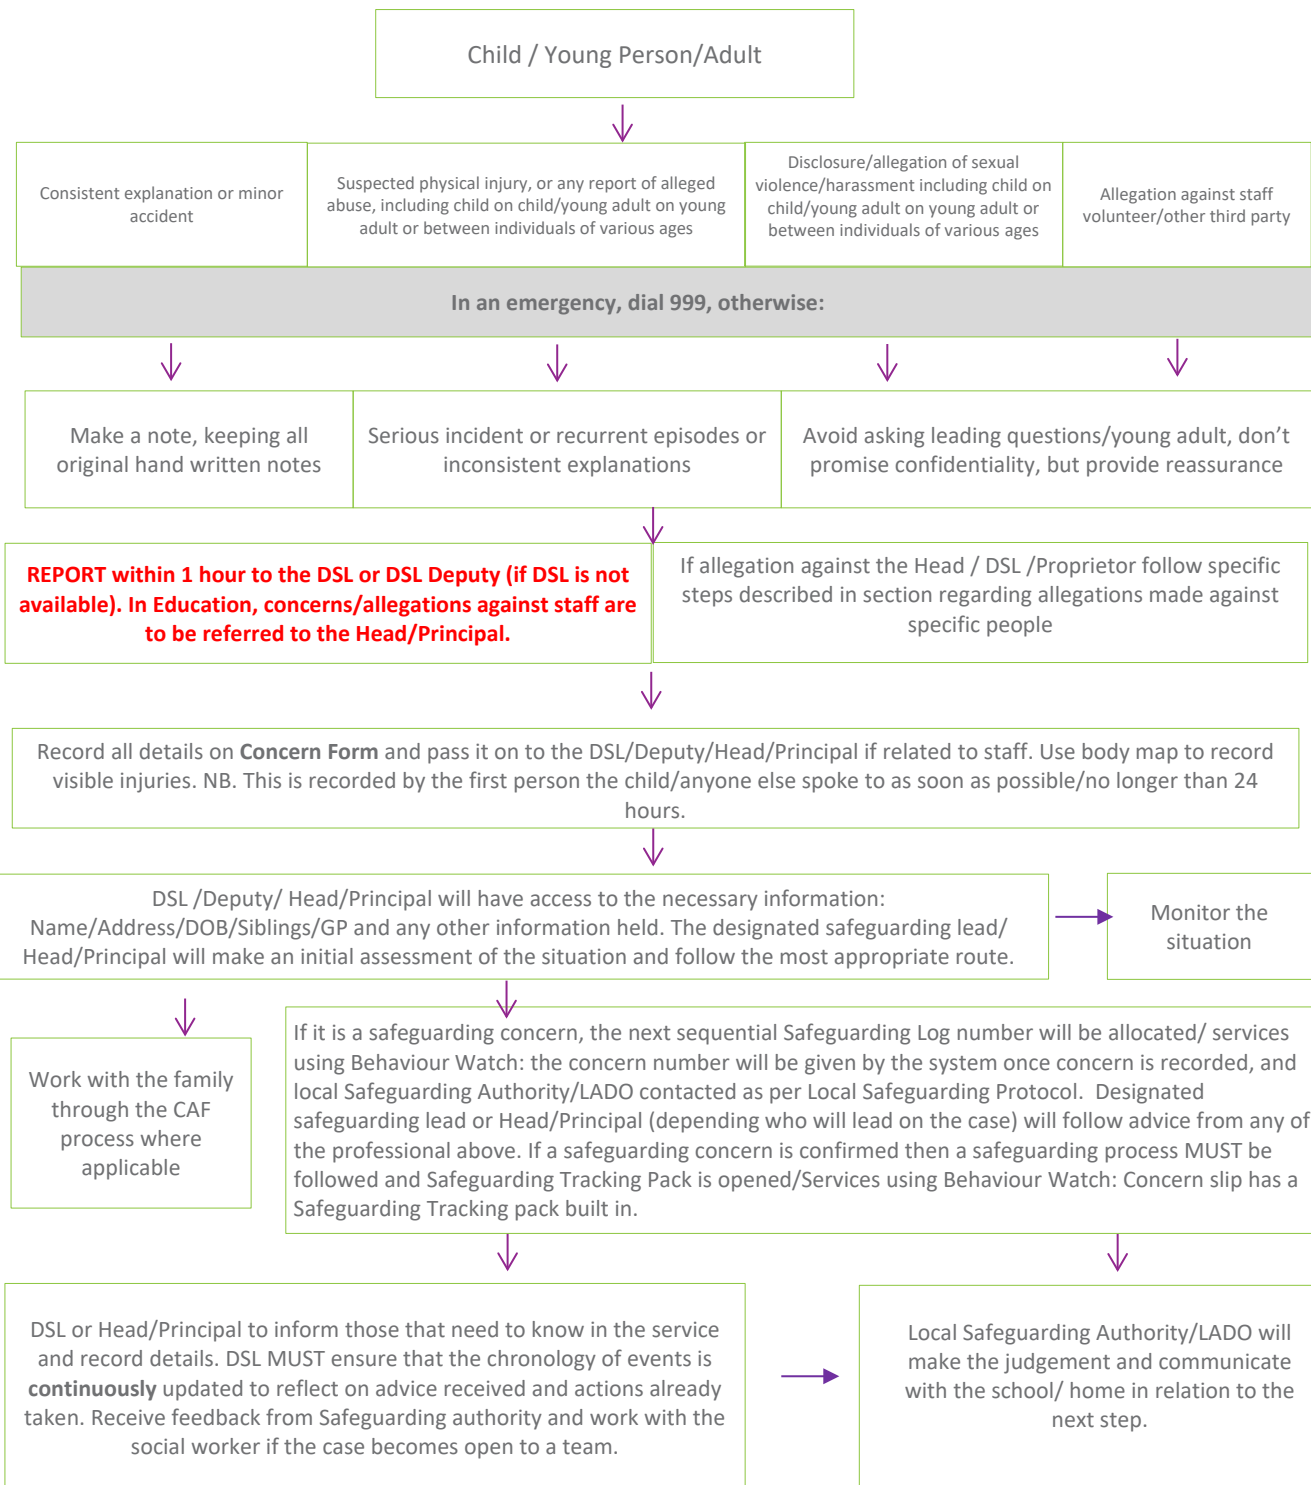 Child / Young Person/Adult
Consistent explanation or minor
accident
Suspected physical injury, or any report of alleged
abuse, including child on child/young adult on young
adult or between individuals of various ages
Disclosure/allegation of sexual
violence/harassment including child on
child/young adult on young adult or
between individuals of various ages
Allegation against staff
volunteer/other third party
In an emergency, dial 999, otherwise:
Make a note, keeping all
original hand written notes
Serious incident or recurrent episodes or
inconsistent explanations
Avoid asking leading questions/young adult, don’t
promise confidentiality, but provide reassurance
REPORT within 1 hour to the DSL or DSL Deputy (if DSL is not
available). In Education, concerns/allegations against staff are
to be referred to the Head/Principal.
If allegation against the Head / DSL /Proprietor follow specific
steps described in section regarding allegations made against
specific people
Record all details on Concern Form and pass it on to the DSL/Deputy/Head/Principal if related to staff. Use body map to record
visible injuries. NB. This is recorded by the first person the child/anyone else spoke to as soon as possible/no longer than 24
hours.
DSL /Deputy/ Head/Principal will have access to the necessary information:
Name/Address/DOB/Siblings/GP and any other information held. The designated safeguarding lead/
Head/Principal will make an initial assessment of the situation and follow the most appropriate route.
Monitor the
situation
Work with the family
through the CAF
process where
applicable
If it is a safeguarding concern, the next sequential Safeguarding Log number will be allocated/ services
using Behaviour Watch: the concern number will be given by the system once concern is recorded, and
local Safeguarding Authority/LADO contacted as per Local Safeguarding Protocol.  Designated
safeguarding lead or Head/Principal (depending who will lead on the case) will follow advice from any of
the professional above. If a safeguarding concern is confirmed then a safeguarding process MUST be
followed and Safeguarding Tracking Pack is opened/Services using Behaviour Watch: Concern slip has a
Safeguarding Tracking pack built in.
DSL or Head/Principal to inform those that need to know in the service
and record details. DSL MUST ensure that the chronology of events is
continuously updated to reflect on advice received and actions already
taken. Receive feedback from Safeguarding authority and work with the
social worker if the case becomes open to a team.
Local Safeguarding Authority/LADO will
make the judgement and communicate
with the school/ home in relation to the
next step.